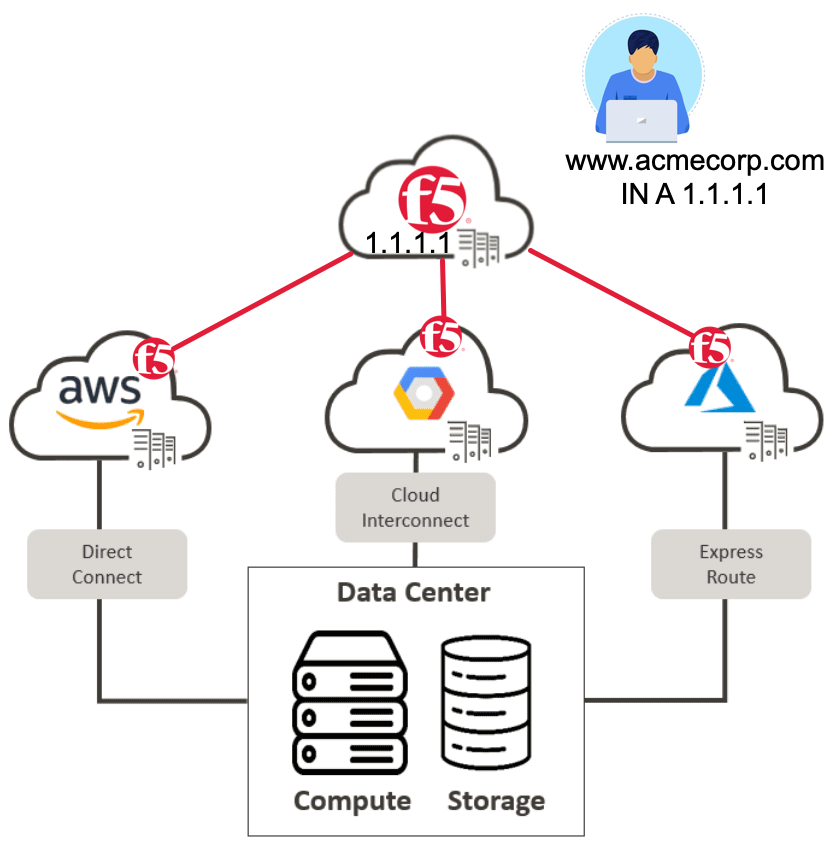 www.acmecorp.com
IN A 1.1.1.1
f5
1.1.1.1
f5
f5
f5
aws
Cloud
Interconnect
Direct
Connect
Express
Route
Data Center
Compute
Storage